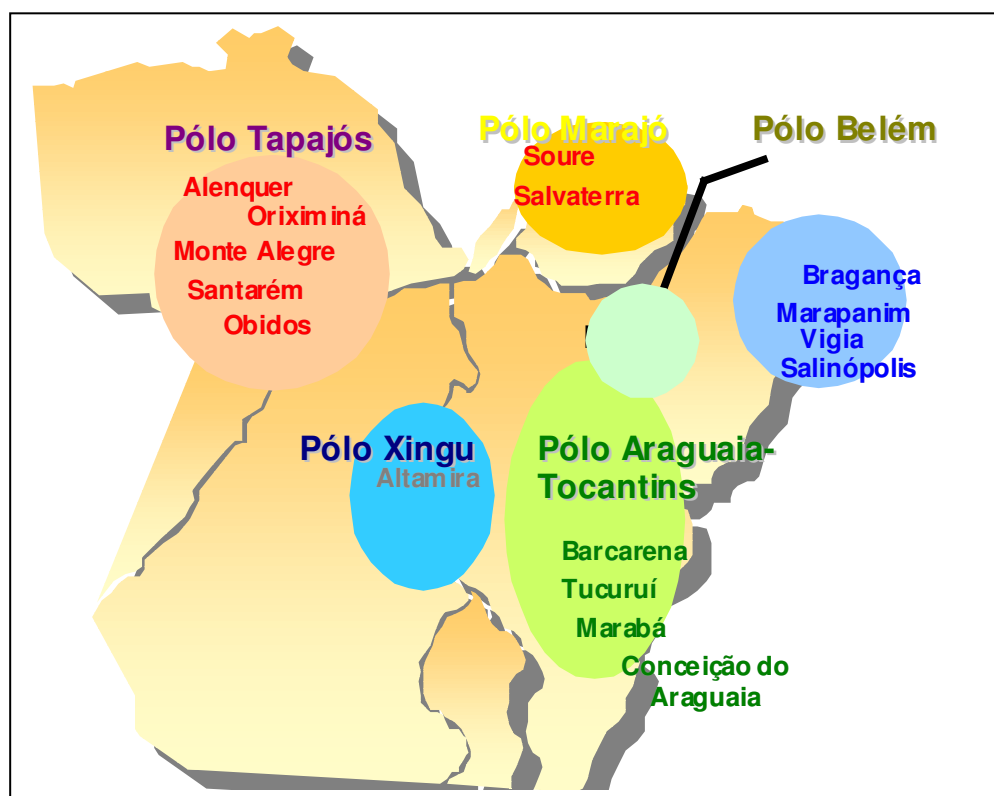 Pólo Tapajós
Alenquer
Oriximiná
Monte Alegre
Santarém
Obidos
Pólo Marajó
Soure
Salvaterra
Pólo Belém
Bragança
Marapanim
Vigia
Salinópolis
Pólo Xingu
Altamira
Pólo Araguaia-
Tocantins
Barcarena
Tucuruí
Marabá
Conceição do
Araguaia